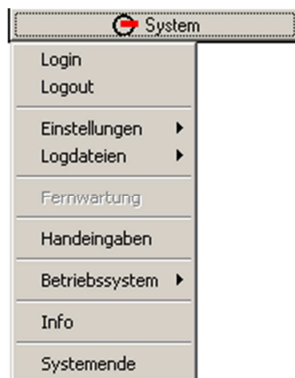 System
Login
Logout
Einstellungen
Logdateien
Fernwartung
Handeingaben
Betriebssystem
Info
Systemende